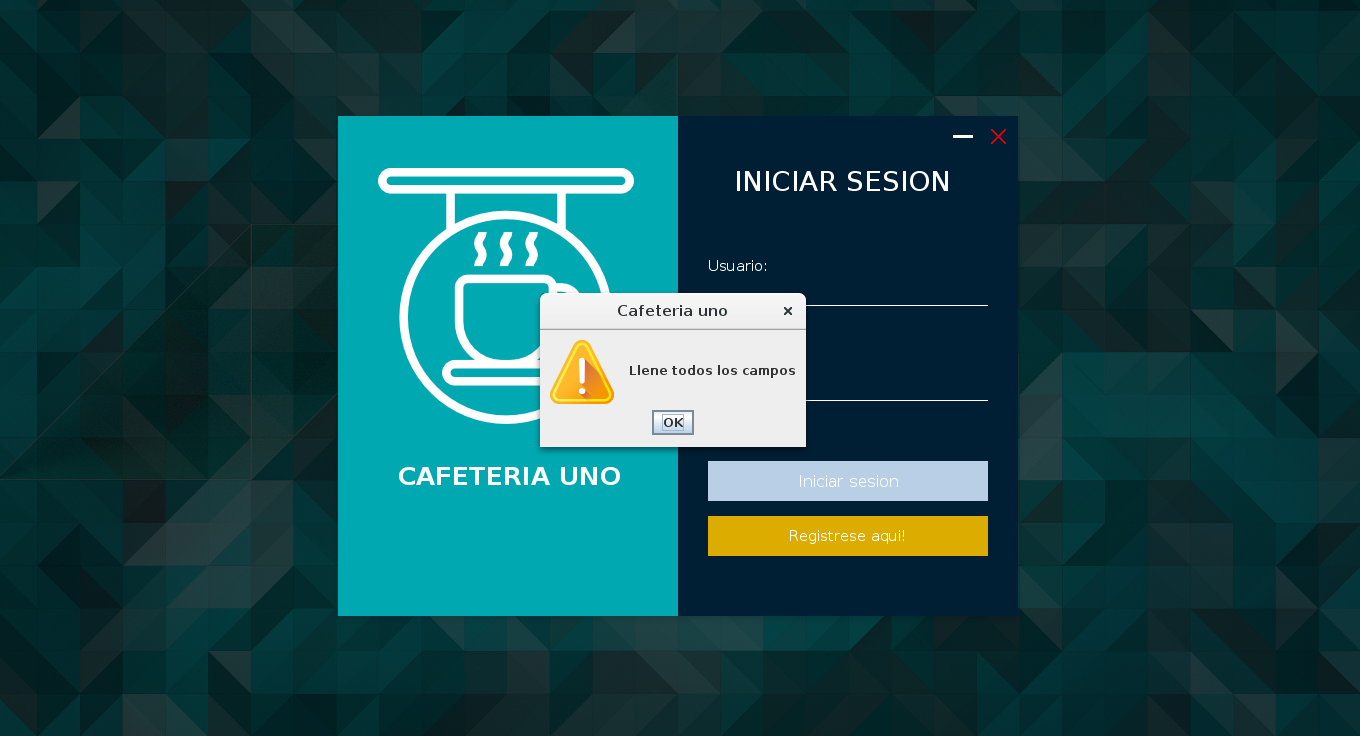 INICIAR SESION
Usuario:
Cafeteria uno
Llene todos los campos
OK
CAFETERIA UNO
Iniciar sesion
Registrese aqui!